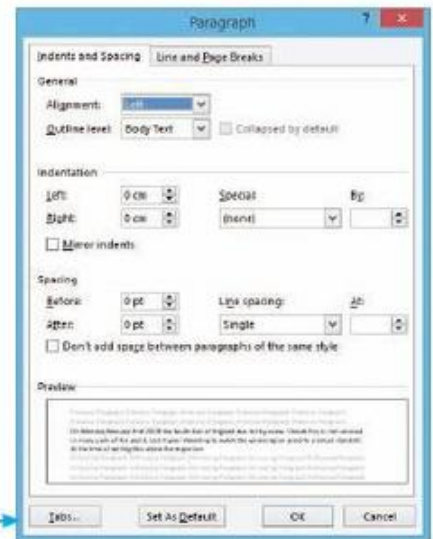 Paragraph ?
Indents and Spacing Line and Page Breaks
General
Alignment: Left
Outline level: Body Text Collapsed by default
Indentation
Left: 0 cm Special: By:
Right: 0 cm (none)
Mirror indents
Spacing
Before: 0 pt Line spacing: At:
After: 0 pt Single
Don't add space between paragraphs of the same style
Preview
Tabs... Set As Default OK Cancel